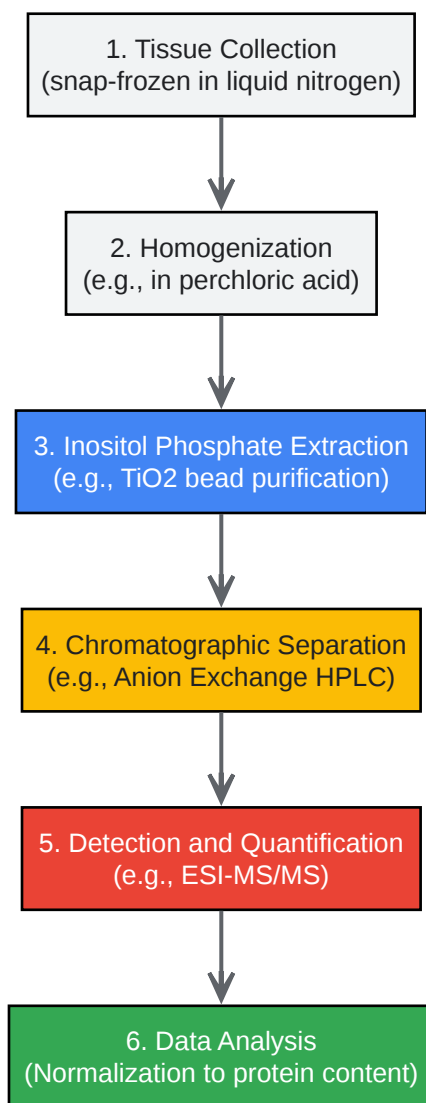 1. Tissue Collection
(snap-frozen in liquid nitrogen)
2. Homogenization
(e.g., in perchloric acid)
3. Inositol Phosphate Extraction
(e.g., TiO2 bead purification)
4. Chromatographic Separation
(e.g., Anion Exchange HPLC)
5. Detection and Quantification
(e.g., ESI-MS/MS)
6. Data Analysis
(Normalization to protein content)